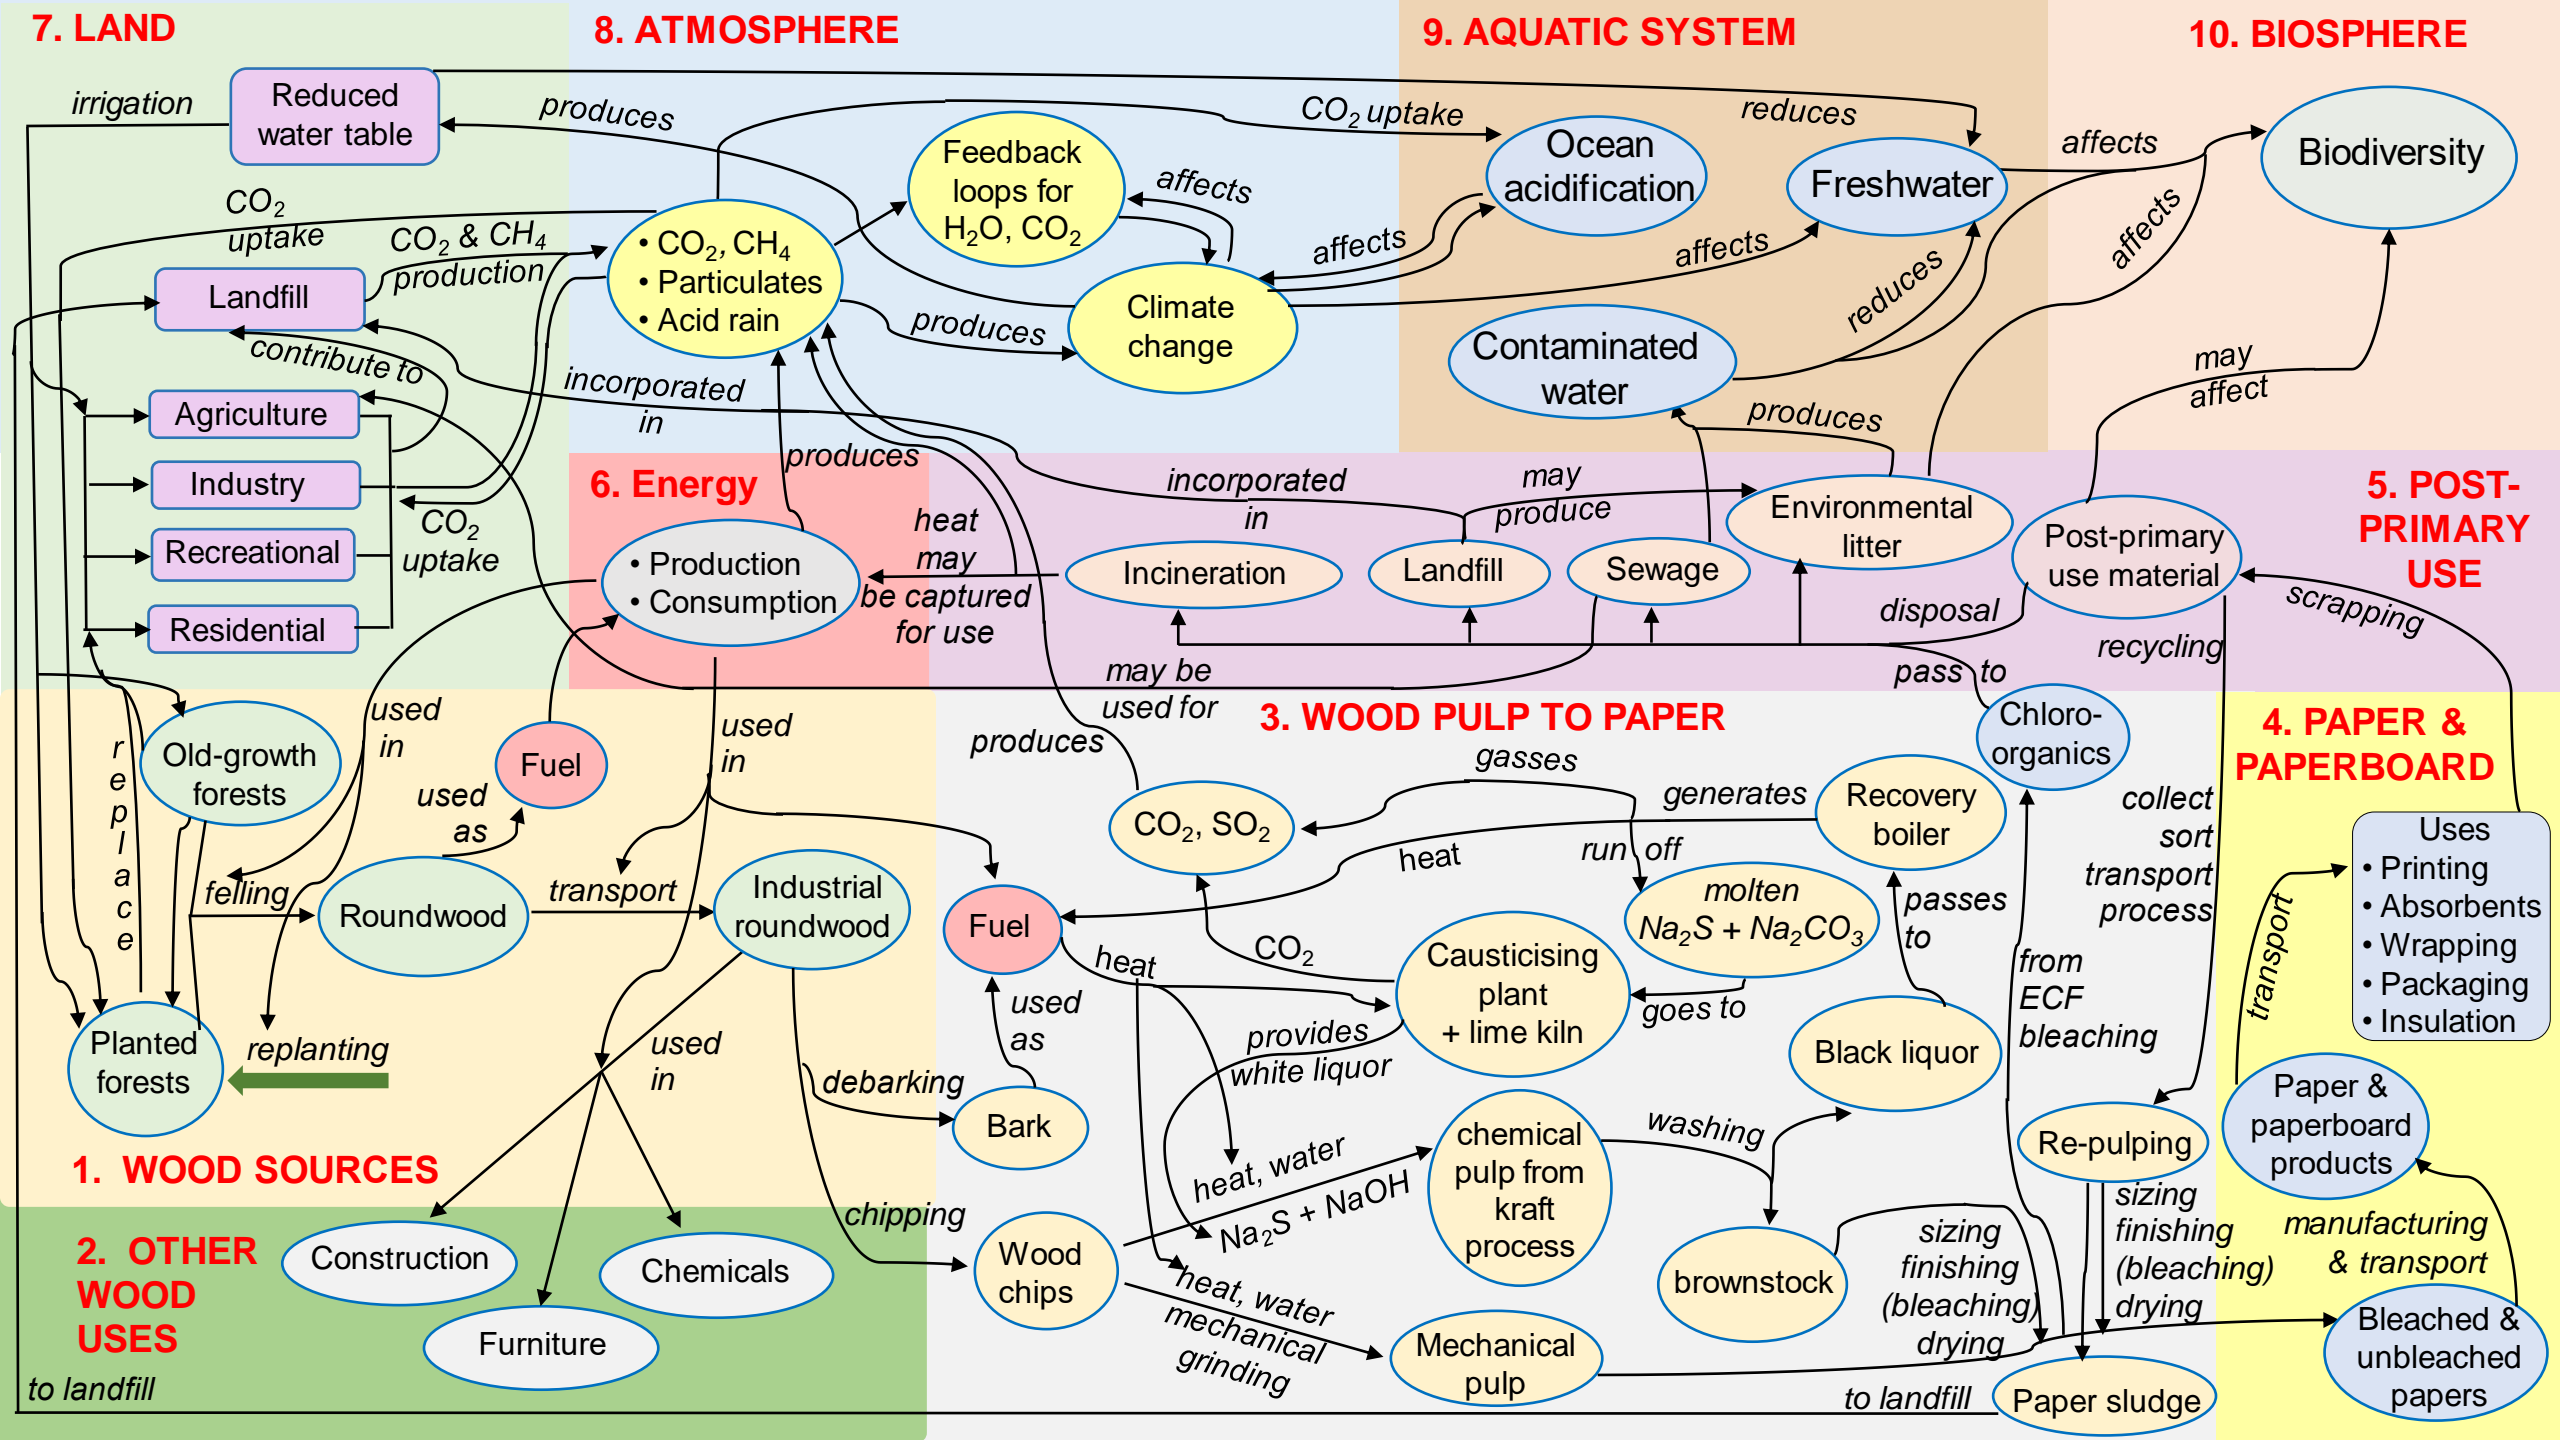 7. LAND
8. ATMOSPHERE
9. AQUATIC SYSTEM
10. BIOSPHERE
Reduced
water table
irrigation
produces
CO2 uptake
reduces
affects
Feedback
loops for
H2O, CO2
affects
Ocean
acidification
Freshwater
Biodiversity
CO2
uptake
CO2 & CH4
production
• CO2, CH4
• Particulates
• Acid rain
affects
affects
affects
Landfill
contribute to
produces
Climate
change
Contaminated
water
reduces
may
affect
incorporated
in
Agriculture
Industry
Recreational
Residential
CO2
uptake
produces
produces
6. Energy
• Production
• Consumption
heat
may
be captured
for use
incorporated
in
may
produce
Incineration
Landfill
Sewage
Environmental
litter
Post-primary
use material
5. POST-
PRIMARY
USE
disposal
scrapping
recycling
pass to
may be
used for
replace
Old-growth
forests
used
in
Fuel
used
as
used
in
felling
Roundwood
transport
Industrial
roundwood
Planted
forests
replanting
used
in
debarking
chipping
1. WOOD SOURCES
2. OTHER
WOOD
USES
Construction
Furniture
Chemicals
to landfill
3. WOOD PULP TO PAPER
produces
gasses
generates
CO2, SO2
heat
run off
Recovery
boiler
Chloro-
organics
molten
Na2S + Na2CO3
passes
to
Fuel
heat
CO2
Causticising
plant
+ lime kiln
goes to
used
as
provides
white liquor
Black liquor
from
ECF
bleaching
Bark
heat, water
Na2S + NaOH
chemical
pulp from
kraft
process
washing
Wood
chips
heat, water
mechanical
grinding
Mechanical
pulp
brownstock
sizing
finishing
(bleaching)
drying
to landfill
Re-pulping
sizing
finishing
(bleaching)
drying
Paper sludge
collect
sort
transport
process
4. PAPER &
PAPERBOARD
Uses
• Printing
• Absorbents
• Wrapping
• Packaging
• Insulation
transport
Paper &
paperboard
products
manufacturing
& transport
Bleached &
unbleached
papers